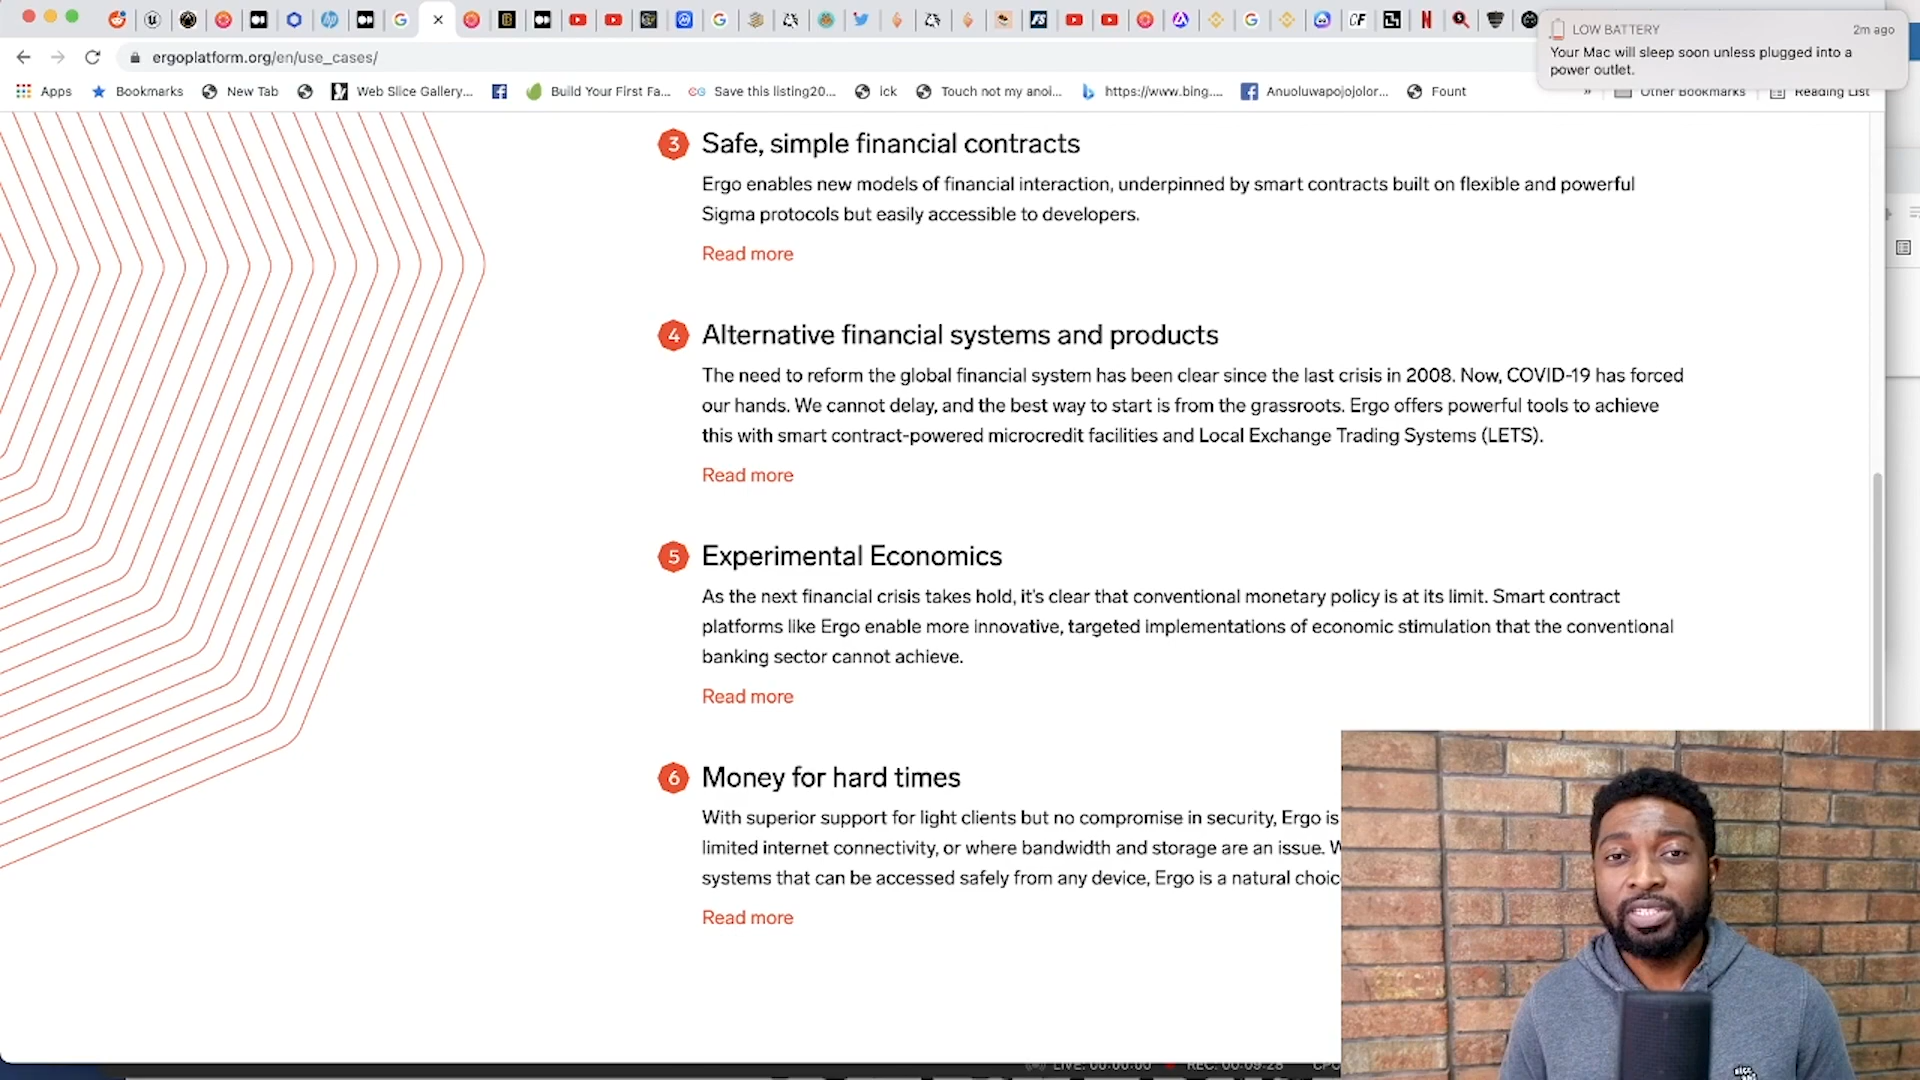 LOW BATTERY
2m ago
Your Mac will sleep soon unless plugged into a
power outlet.
ergoplatform.org/en/use_cases/
Apps
Bookmarks
New Tab
Web Slice Gallery...
Build Your First Fa...
Save this listing20...
ick
Touch not my anoi...
https://www.bing....
Anuoluwapojojolor...
Fount
»
Other Bookmarks
Reading List
3 Safe, simple financial contracts
Ergo enables new models of financial interaction, underpinned by smart contracts built on flexible and powerful
Sigma protocols but easily accessible to developers.
Read more
4 Alternative financial systems and products
The need to reform the global financial system has been clear since the last crisis in 2008. Now, COVID-19 has forced
our hands. We cannot delay, and the best way to start is from the grassroots. Ergo offers powerful tools to achieve
this with smart contract-powered microcredit facilities and Local Exchange Trading Systems (LETS).
Read more
5 Experimental Economics
As the next financial crisis takes hold, it's clear that conventional monetary policy is at its limit. Smart contract
platforms like Ergo enable more innovative, targeted implementations of economic stimulation that the conventional
banking sector cannot achieve.
Read more
6 Money for hard times
With superior support for light clients but no compromise in security, Ergo is
limited internet connectivity, or where bandwidth and storage are an issue. W
systems that can be accessed safely from any device, Ergo is a natural choic
Read more
LIVE: 00:00:00
REC: 00:09:28